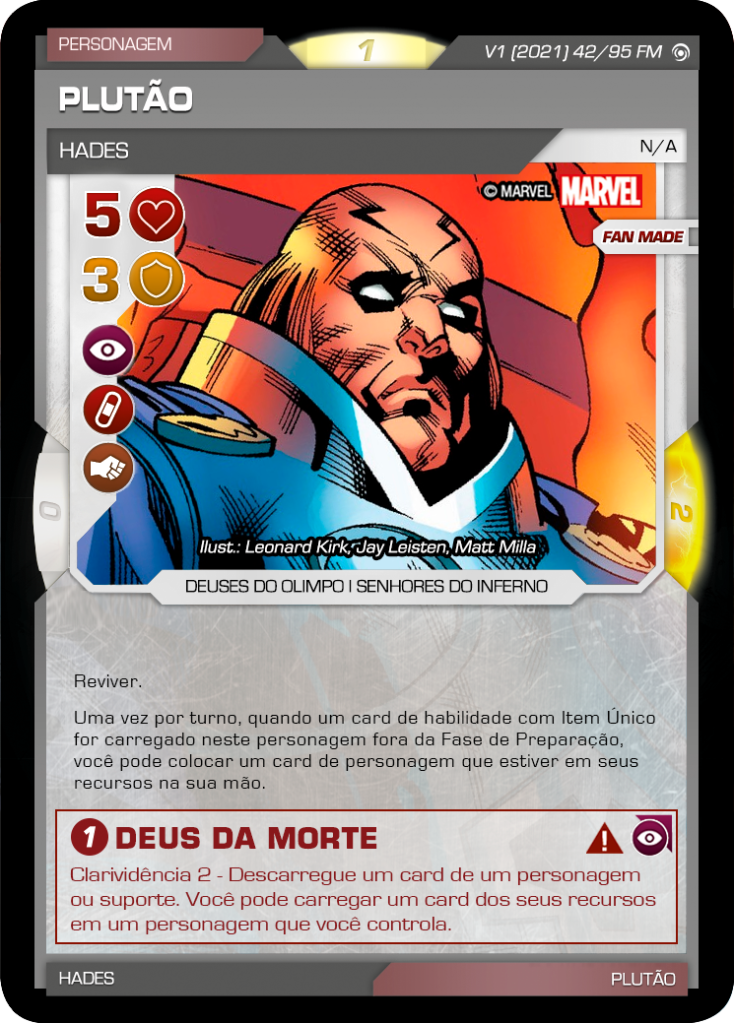 PERSONAGEM
1
V1 (2021) 42/95 FM
PLUTÃO
HADES
N/A
© MARVEL MARVEL
5
FAN MADE
3
0
2
Ilust.: Leonard Kirk, Jay Leisten, Matt Milla
DEUSES DO OLIMPO | SENHORES DO INFERNO
Reviver.
Uma vez por turno, quando um card de habilidade com Item Único
for carregado neste personagem fora da Fase de Preparação,
você pode colocar um card de personagem que estiver em seus
recursos na sua mão.
1 DEUS DA MORTE
Clarividência 2 - Descarregue um card de um personagem
ou suporte. Você pode carregar um card dos seus recursos
em um personagem que você controla.
HADES
PLUTÃO